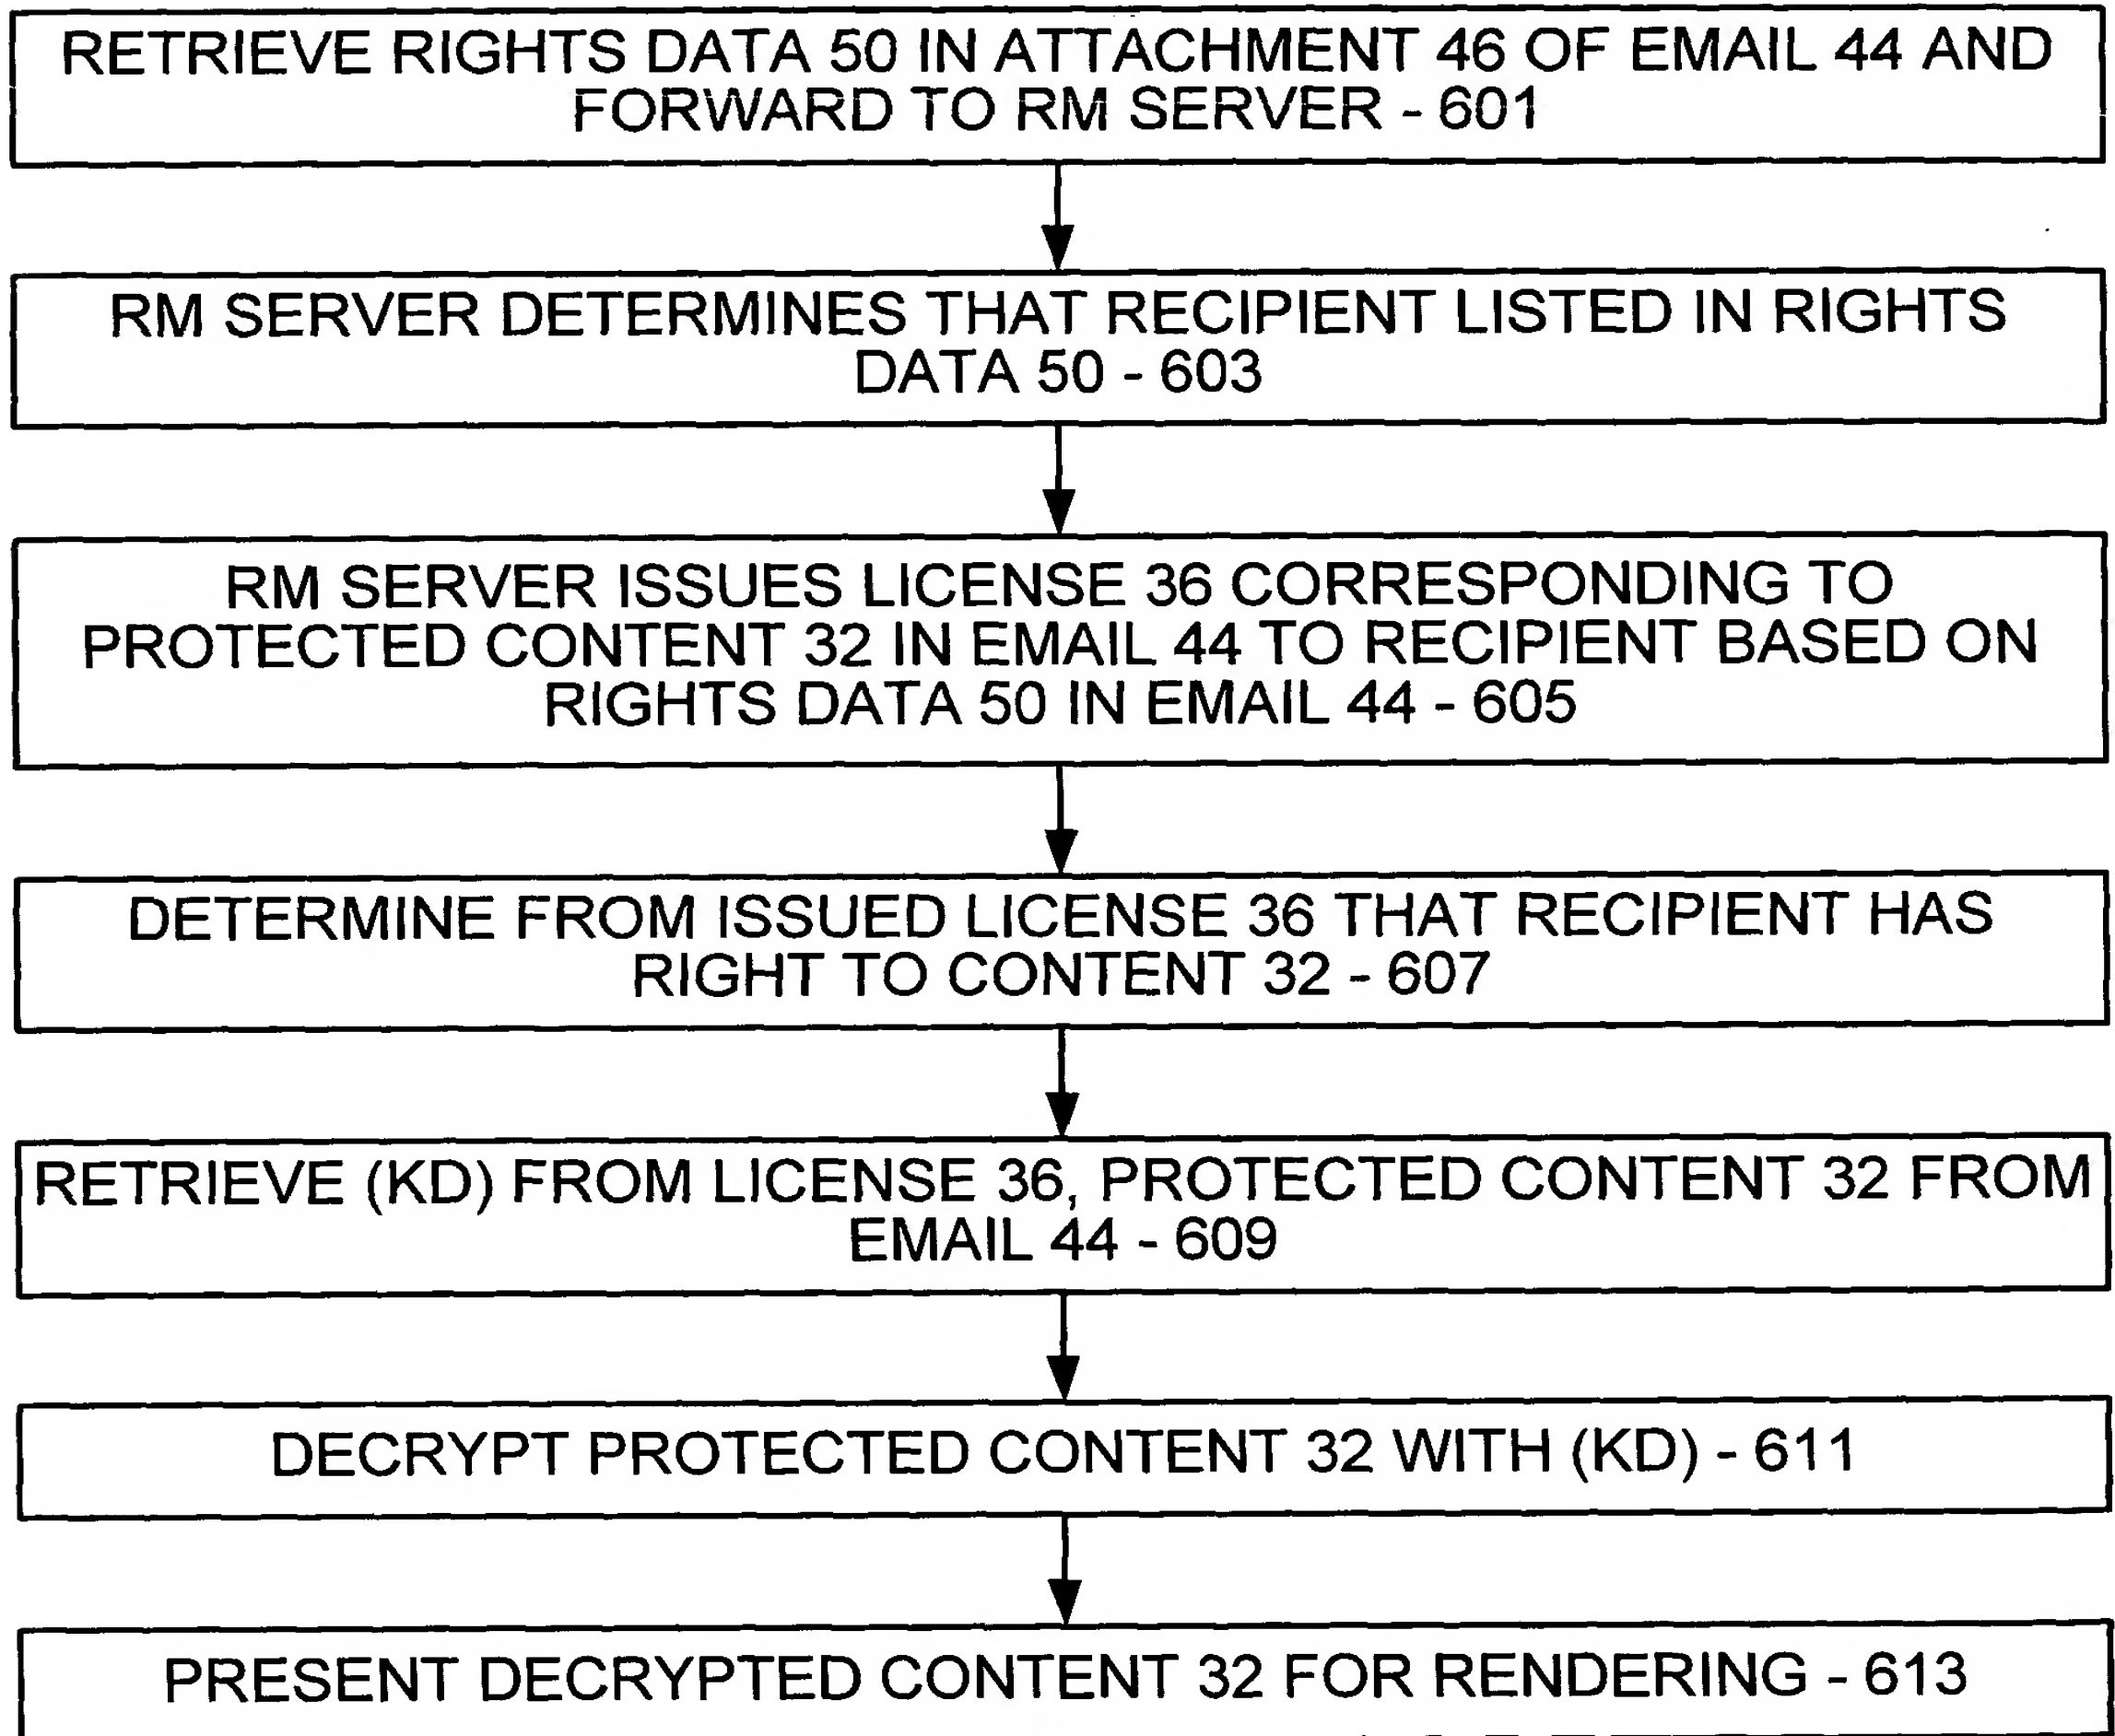 RETRIEVE RIGHTS DATA 50 IN ATTACHMENT 46 OF EMAIL 44 AND
FORWARD TO RM SERVER - 601
RM SERVER DETERMINES THAT RECIPIENT LISTED IN RIGHTS
DATA 50 - 603
RM SERVER ISSUES LICENSE 36 CORRESPONDING TO
PROTECTED CONTENT 32 IN EMAIL 44 TO RECIPIENT BASED ON
RIGHTS DATA 50 IN EMAIL 44 - 605
DETERMINE FROM ISSUED LICENSE 36 THAT RECIPIENT HAS
RIGHT TO CONTENT 32 - 607
RETRIEVE (KD) FROM LICENSE 36, PROTECTED CONTENT 32 FROM
EMAIL 44 - 609
DECRYPT PROTECTED CONTENT 32 WITH (KD) - 611
PRESENT DECRYPTED CONTENT 32 FOR RENDERING - 613